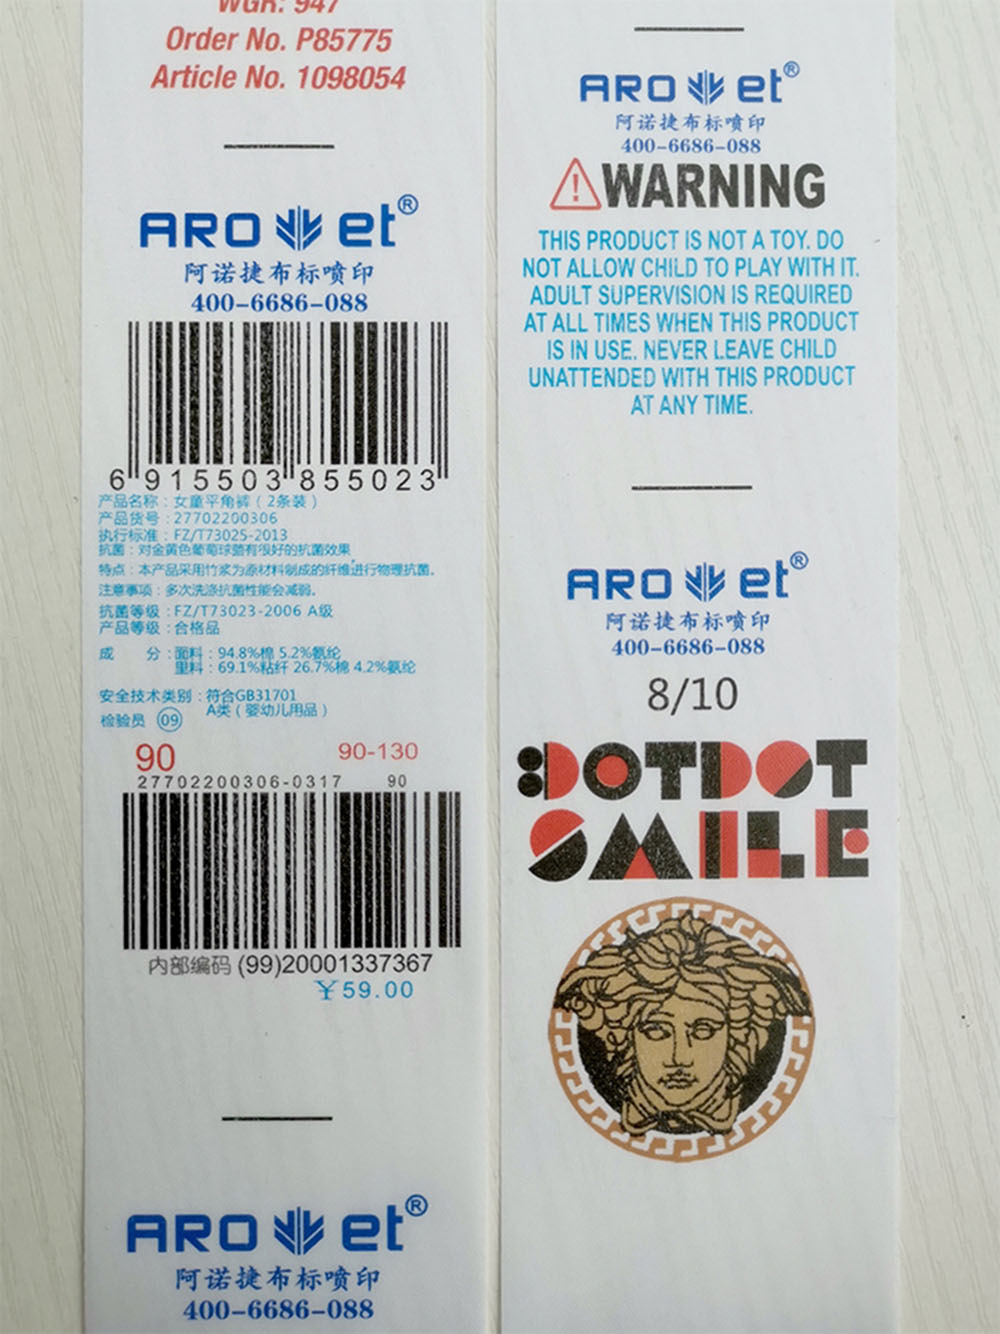 WGR: 947
Order No. P85775
Article No. 1098054
ARO et®
阿诺捷布标喷印
400-6686-088
6 915503 855023
产品名称：女童平角裤（2条装）
产品货号：27702200306
执行标准：FZ/T73025-2013
抗菌：对金黄色葡萄球菌有很好的抗菌效果，
特点：本产品采用竹浆为原材料制成的纤维进行物理抗菌。
注意事项：多次洗涤抗菌性能会减弱。
抗菌等级：FZ/T73023-2006 A级
产品等级：合格品
成 分：面料：94.8%棉 5.2%氨纶
里料：69.1%粘纤 26.7%棉 4.2%氨纶
安全技术类别：符合GB31701
A类（婴幼儿用品）
检验员 09
90 90-130
27702200306-0317 90
内部编码 (99)20001337367
￥59.00
ARO et®
阿诺捷布标喷印
400-6686-088
ARO et®
阿诺捷布标喷印
400-6686-088
WARNING
THIS PRODUCT IS NOT A TOY. DO
NOT ALLOW CHILD TO PLAY WITH IT.
ADULT SUPERVISION IS REQUIRED
AT ALL TIMES WHEN THIS PRODUCT
IS IN USE. NEVER LEAVE CHILD
UNATTENDED WITH THIS PRODUCT
AT ANY TIME.
ARO et®
阿诺捷布标喷印
400-6686-088
8/10
DOTDOT
SMILE